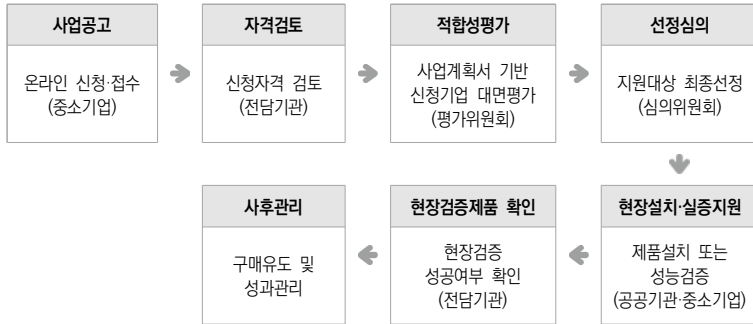 사업공고
온라인 신청·접수
(중소기업)
자격검토
신청자격 검토
(전담기관)
적합성평가
사업계획서 기반
신청기업 대면평가
(평가위원회)
선정심의
지원대상 최종선정
(심의위원회)
현장설치·실증지원
제품설치 또는
성능검증
(공공기관·중소기업)
현장검증제품 확인
현장검증
성공여부 확인
(전담기관)
사후관리
구매유도 및
성과관리